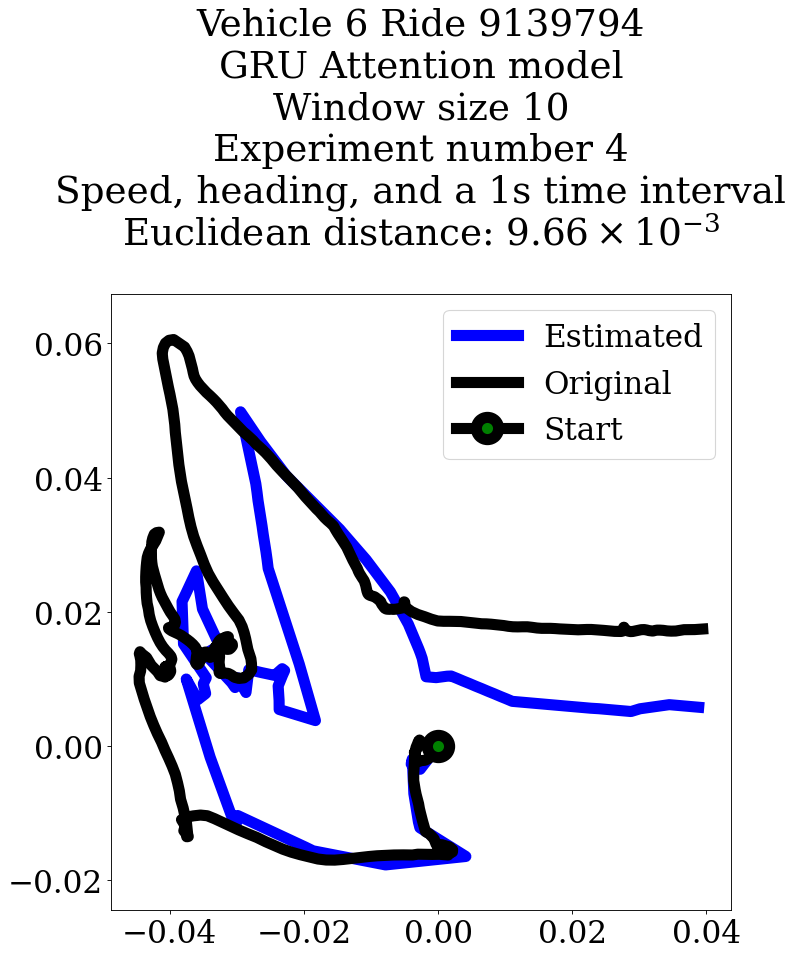 Vehicle 6 Ride 9139794
GRU Attention model
Window size 10
Experiment number 4
Speed, heading, and a 1s time interval
Euclidean distance: 9.66 × 10⁻³
Estimated
Original
Start
0.06
0.04
0.02
0.00
−0.02
−0.04 −0.02 0.00 0.02 0.04